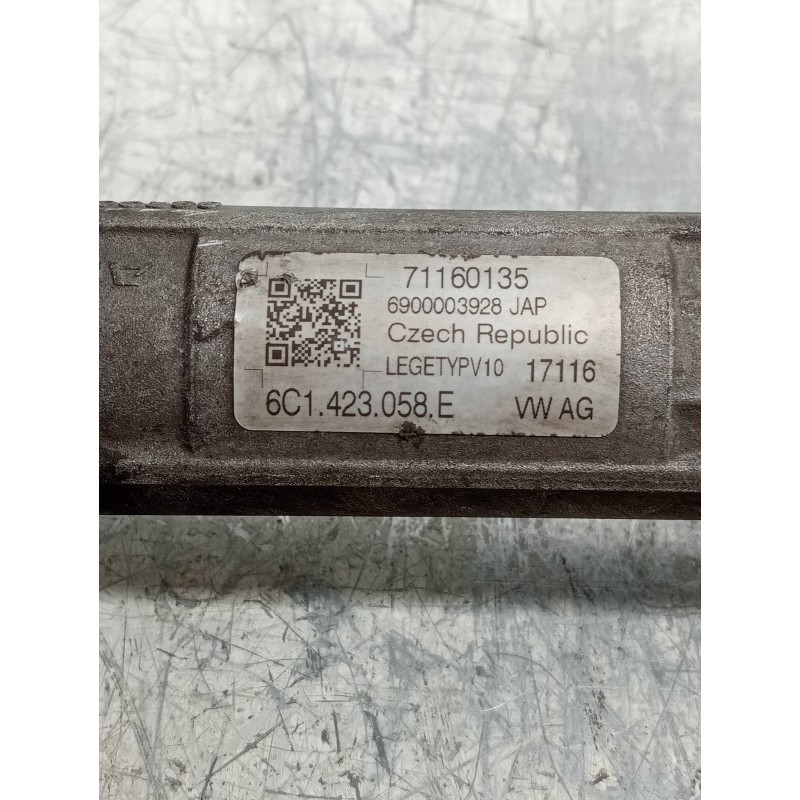 71160135
6900003928 JAP
Czech Republic
LEGETYPV10 17116
6C1.423.058.E VW AG